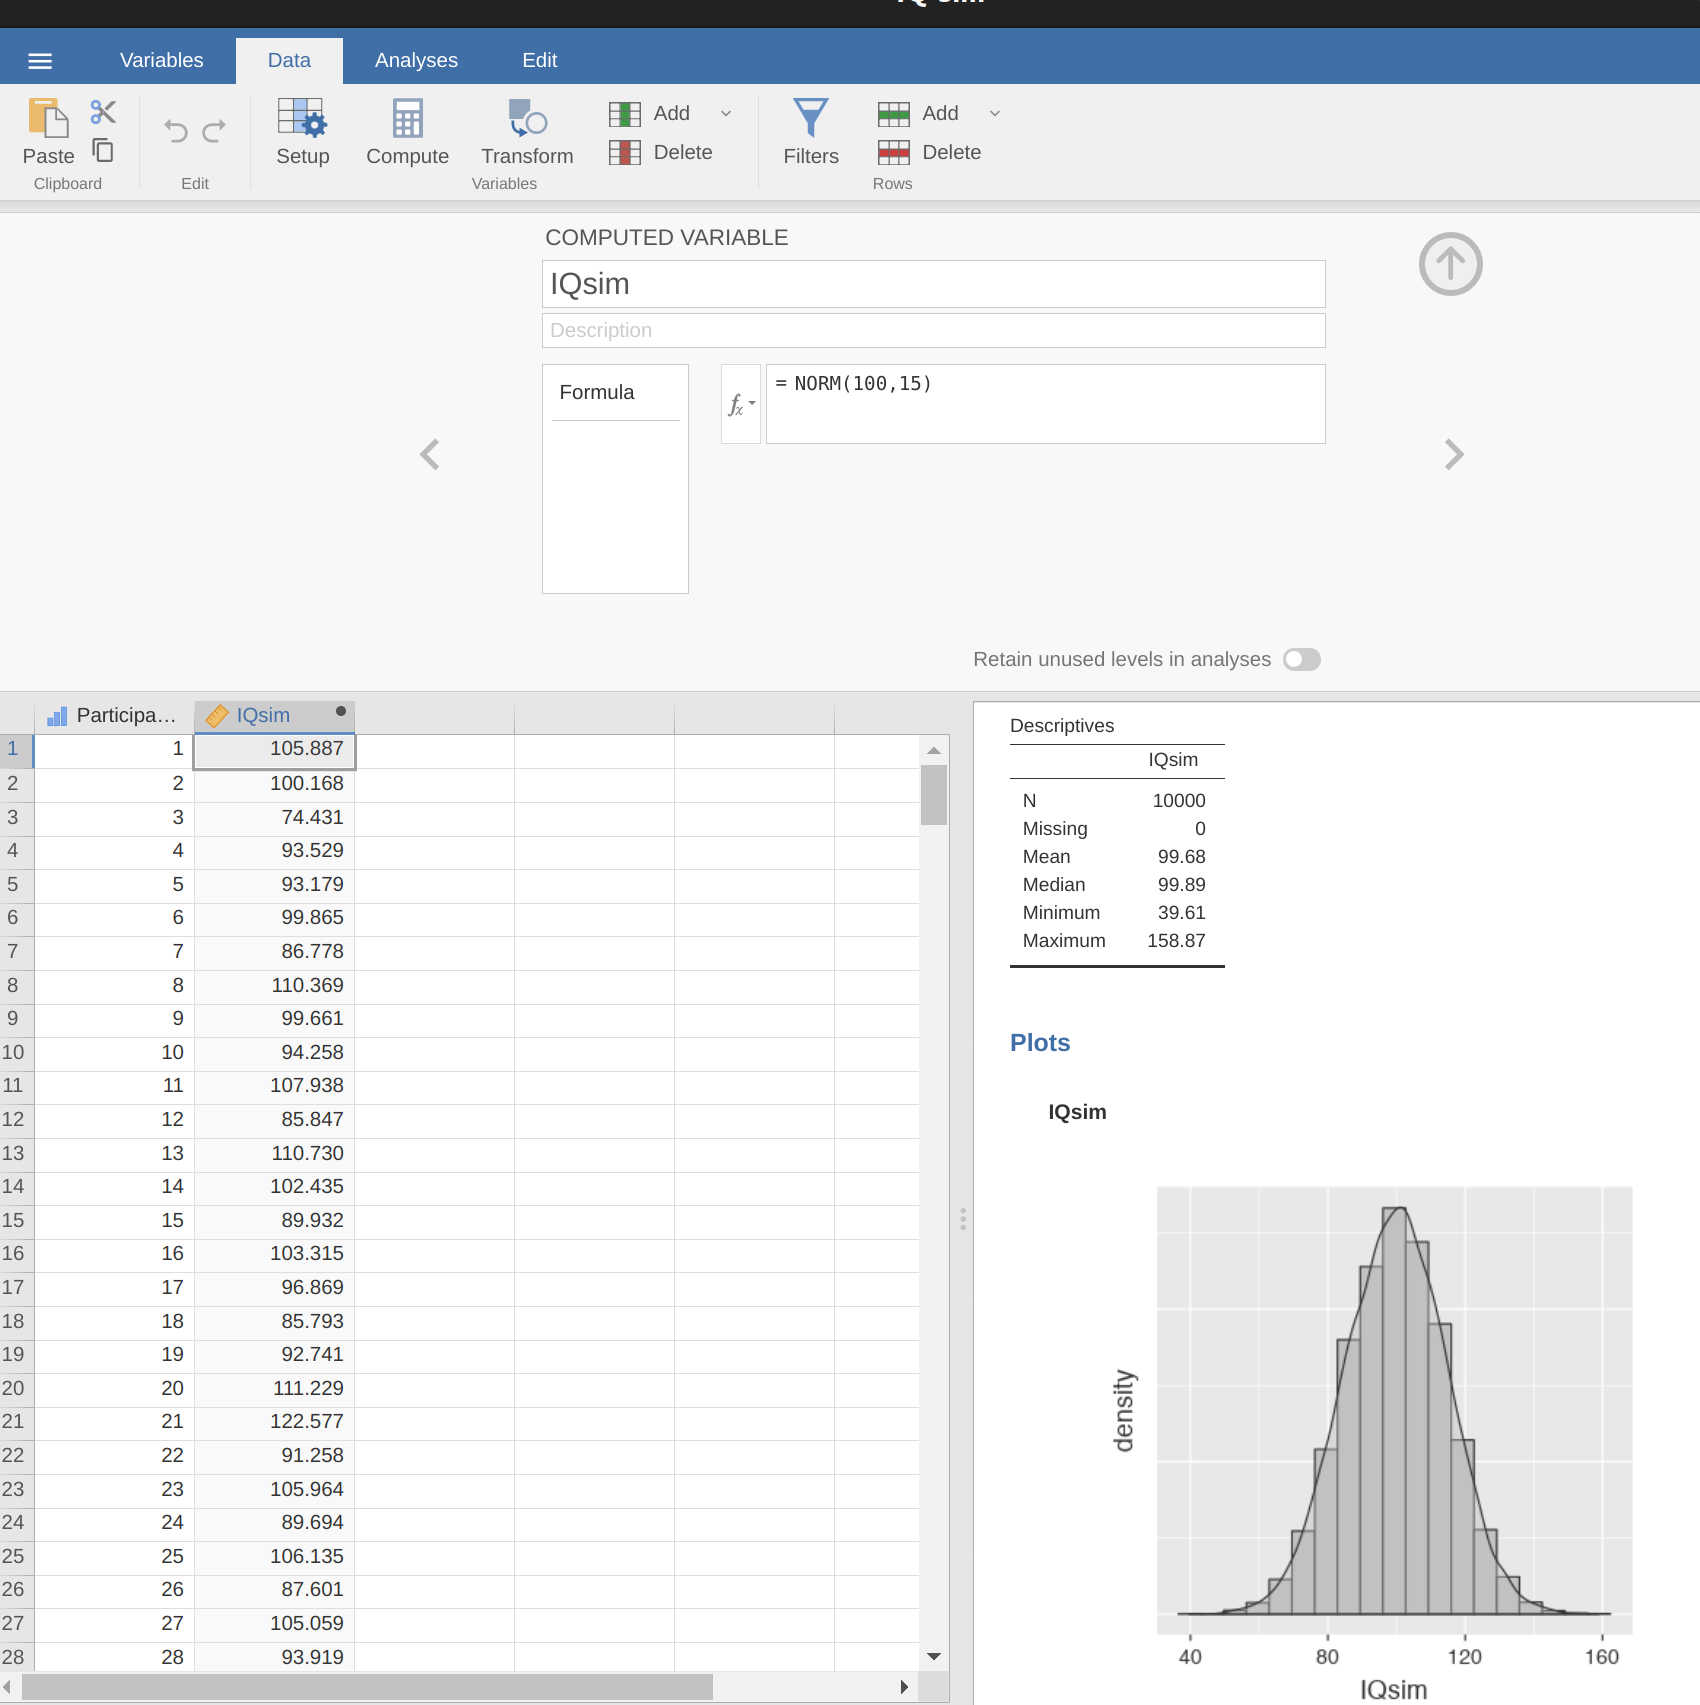 Variables Data Analyses Edit
Paste Setup Compute Transform Add Delete Filters Add Delete
Clipboard Edit Variables Rows
COMPUTED VARIABLE
IQsim
Description
Formula
fx = NORM(100,15)
Retain unused levels in analyses
Participa... IQsim
1 1 105.887
2 2 100.168
3 3 74.431
4 4 93.529
5 5 93.179
6 6 99.865
7 7 86.778
8 8 110.369
9 9 99.661
10 10 94.258
11 11 107.938
12 12 85.847
13 13 110.730
14 14 102.435
15 15 89.932
16 16 103.315
17 17 96.869
18 18 85.793
19 19 92.741
20 20 111.229
21 21 122.577
22 22 91.258
23 23 105.964
24 24 89.694
25 25 106.135
26 26 87.601
27 27 105.059
28 28 93.919
Descriptives
IQsim
N 10000
Missing 0
Mean 99.68
Median 99.89
Minimum 39.61
Maximum 158.87
Plots
IQsim
density
40 80 120 160
IQsim